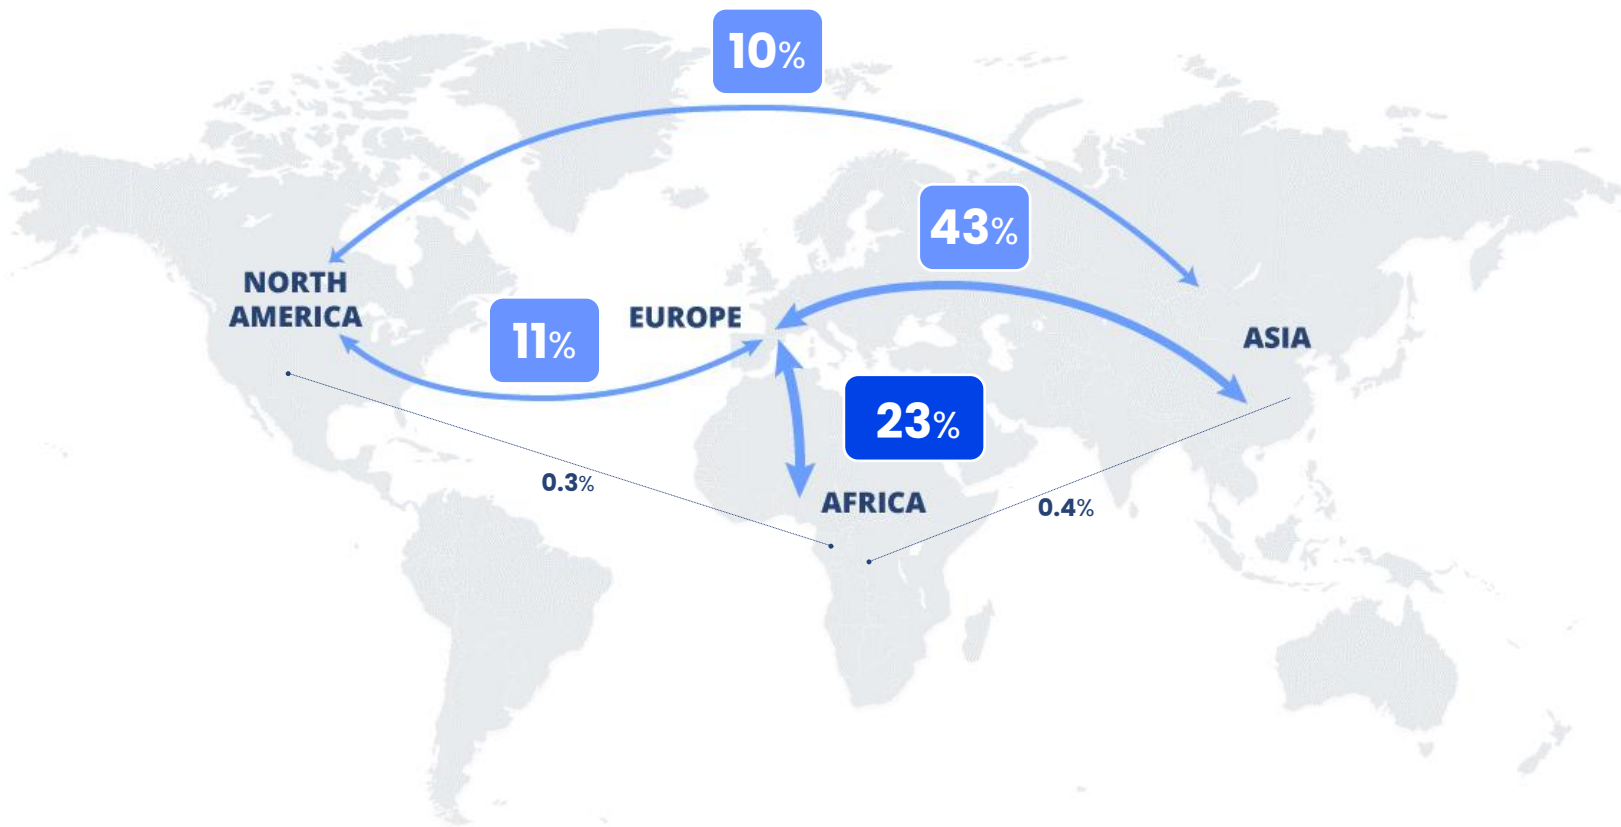 10%
43%
NORTH
AMERICA
11%
EUROPE
ASIA
23%
0.3%
AFRICA
0.4%